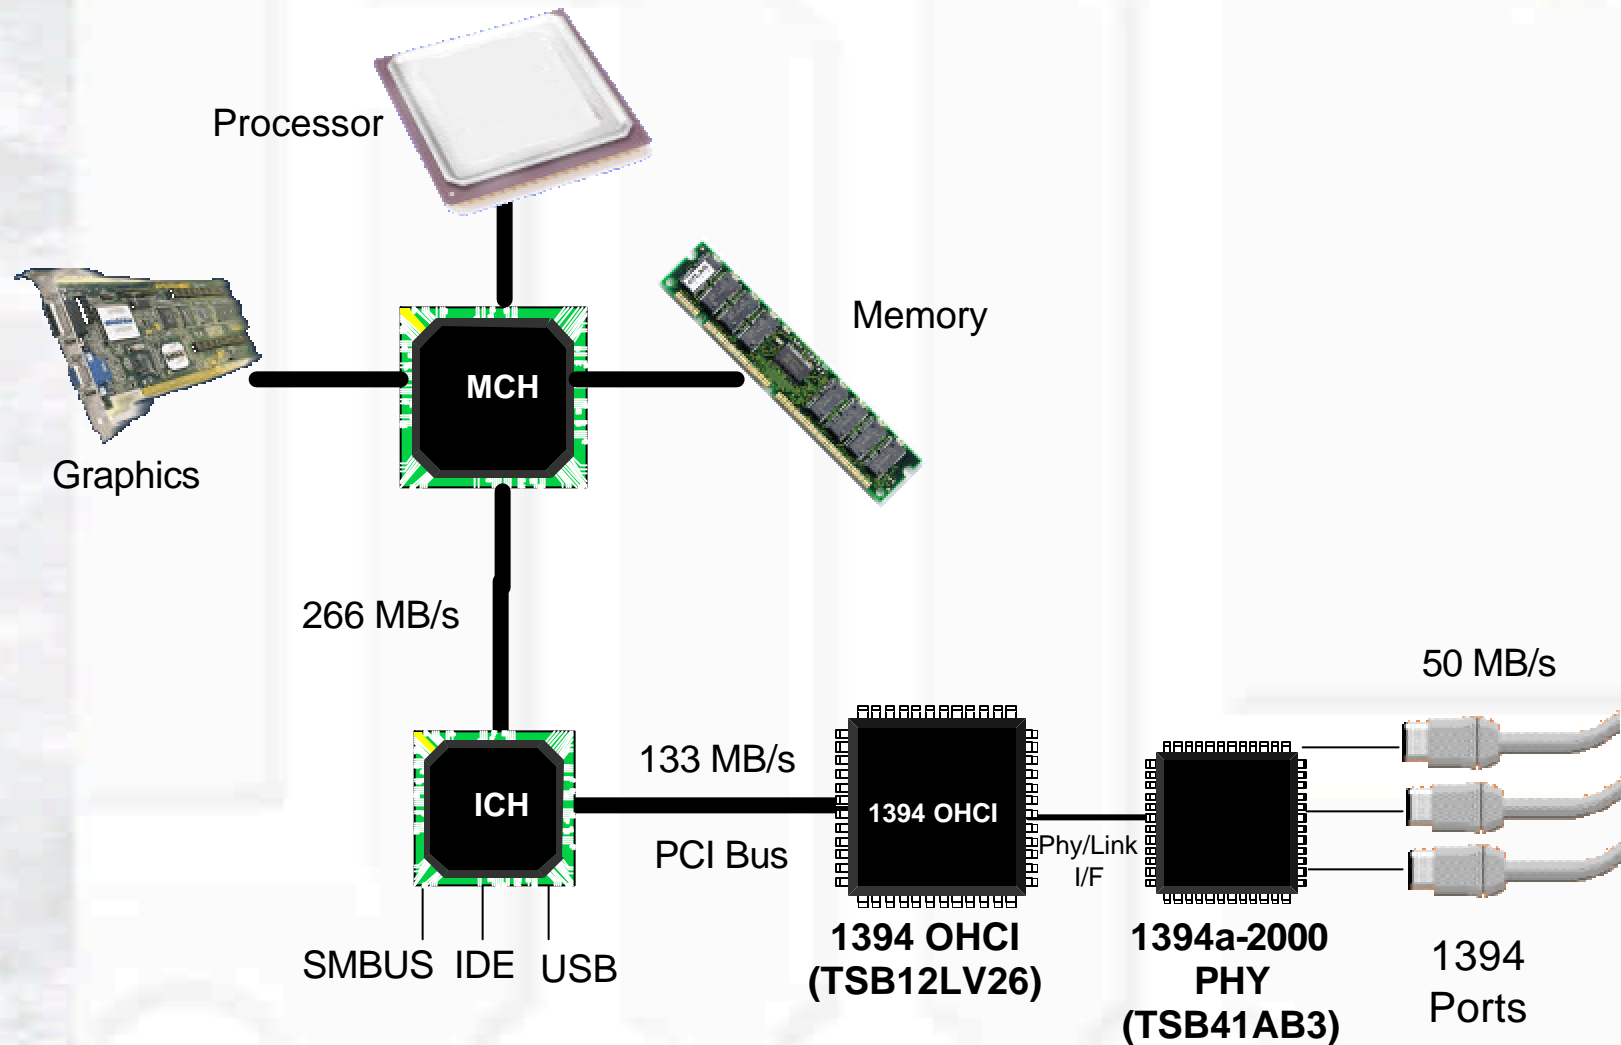 Processor
Memory
MCH
Graphics
266 MB/s
50 MB/s
133 MB/s
ICH
1394 OHCI
PCI Bus
Phy/Link
I/F
SMBUS
IDE
USB
1394 OHCI
(TSB12LV26)
1394a-2000
PHY
(TSB41AB3)
1394
Ports